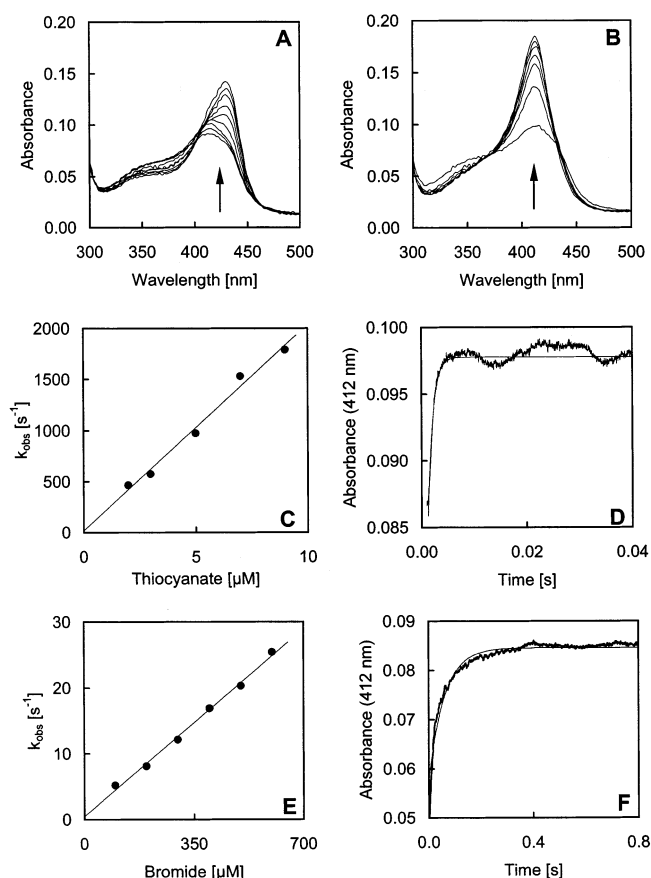 A
0.20
0.15
0.10
0.05
0.00
Absorbance
300 350 400 450 500
Wavelength [nm]
B
0.20
0.15
0.10
0.05
0.00
Absorbance
300 350 400 450 500
Wavelength [nm]
2000
1500
1000
500
0
kobs [s-1]
C
0 5 10
Thiocyanate [µM]
0.100
0.095
0.090
0.085
Absorbance (412 nm)
D
0.00 0.02 0.04
Time [s]
30
20
10
0
kobs [s-1]
E
0 350 700
Bromide [µM]
0.09
0.08
0.07
0.06
0.05
Absorbance (412 nm)
F
0.0 0.4 0.8
Time [s]